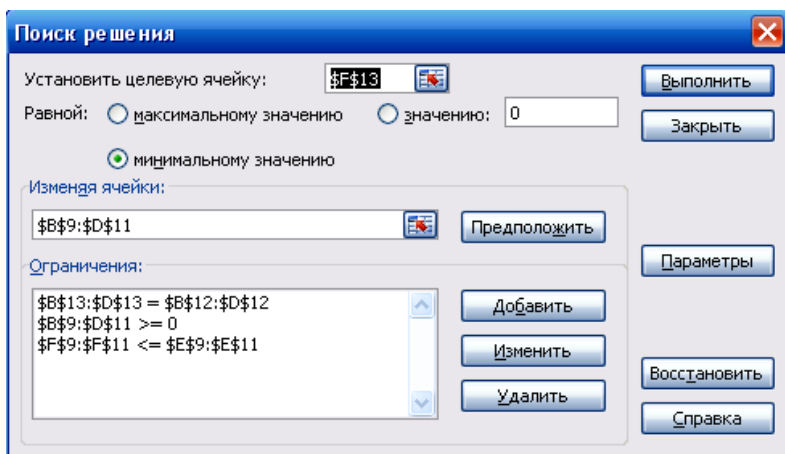 Поиск решения
Установить целевую ячейку: $F$13
Выполнить
Равной: максимальному значению значению: 0
Закрыть
минимальному значению
Изменяя ячейки:
$B$9:$D$11
Предположить
Ограничения:
Параметры
$B$13:$D$13 = $B$12:$D$12
$B$9:$D$11 >= 0
$F$9:$F$11 <= $E$9:$E$11
Добавить
Изменить
Удалить
Восстановить
Справка